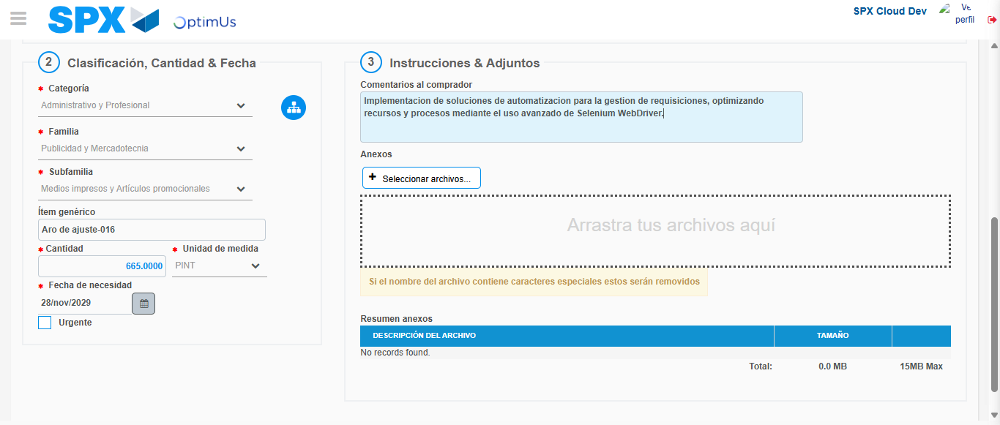 SPX
OptimUs
SPX Cloud Dev
Ve
perfil
2 Clasificación, Cantidad & Fecha
* Categoría
Administrativo y Profesional
* Familia
Publicidad y Mercadotecnia
* Subfamilia
Medios impresos y Artículos promocionales
Ítem genérico
Aro de ajuste-016
* Cantidad * Unidad de medida
665.0000 PINT
* Fecha de necesidad
28/nov/2029
Urgente
3 Instrucciones & Adjuntos
Comentarios al comprador
Implementacion de soluciones de automatizacion para la gestion de requisiciones, optimizando
recursos y procesos mediante el uso avanzado de Selenium WebDriver.
Anexos
+ Seleccionar archivos...
Arrastra tus archivos aquí
Si el nombre del archivo contiene caracteres especiales estos serán removidos
Resumen anexos
DESCRIPCIÓN DEL ARCHIVO TAMAÑO
No records found.
Total: 0.0 MB 15MB Max